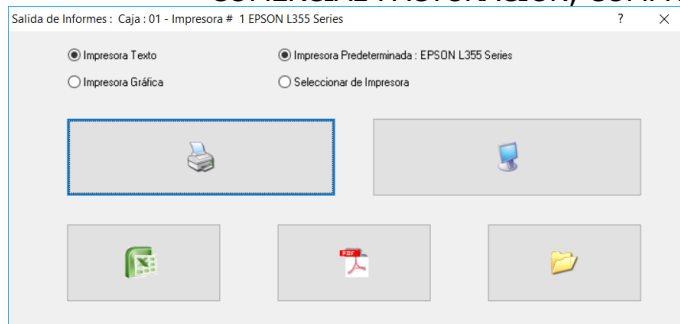 Salida de Informes : Caja : 01 - Impresora # 1 EPSON L355 Series ?
Impresora Texto
Impresora Predeterminada : EPSON L355 Series
Impresora Gráfica
Seleccionar de Impresora
PDF